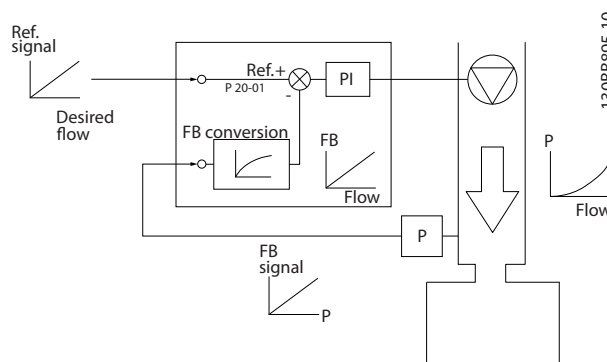 Ref.
signal
Desired
flow
Ref.+
P 20-01
-
PI
FB conversion
FB
Flow
P
FB
signal
P
P
Flow